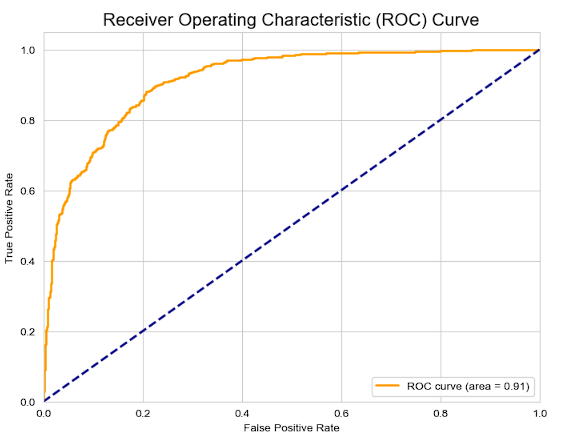 Receiver Operating Characteristic (ROC) Curve
True Positive Rate
1.0
0.8
0.6
0.4
0.2
0.0
ROC curve (area = 0.91)
0.0 0.2 0.4 0.6 0.8 1.0
False Positive Rate